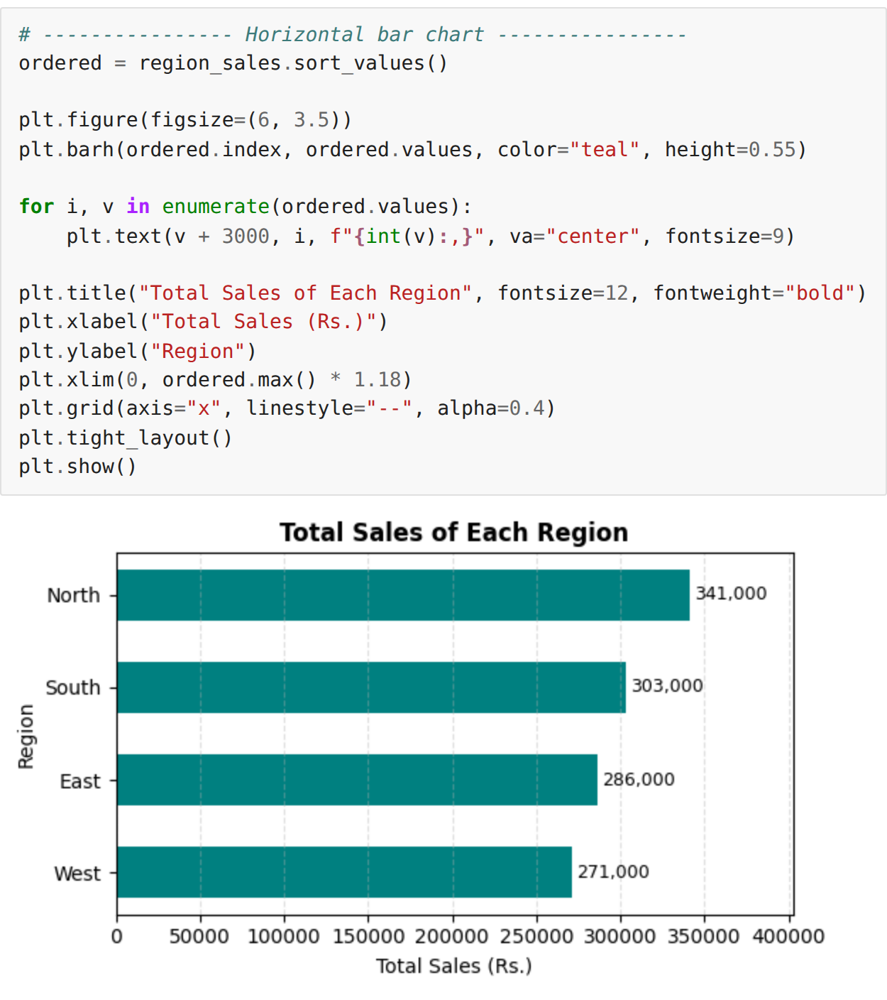 # ---------------- Horizontal bar chart ----------------
ordered = region_sales.sort_values()
plt.figure(figsize=(6, 3.5))
plt.barh(ordered.index, ordered.values, color="teal", height=0.55)
for i, v in enumerate(ordered.values):
    plt.text(v + 3000, i, f"{int(v):,}", va="center", fontsize=9)
plt.title("Total Sales of Each Region", fontsize=12, fontweight="bold")
plt.xlabel("Total Sales (Rs.)")
plt.ylabel("Region")
plt.xlim(0, ordered.max() * 1.18)
plt.grid(axis="x", linestyle="--", alpha=0.4)
plt.tight_layout()
plt.show()
Total Sales of Each Region
North 341,000
South 303,000
Region
East 286,000
West 271,000
0 50000 100000 150000 200000 250000 300000 350000 400000
Total Sales (Rs.)